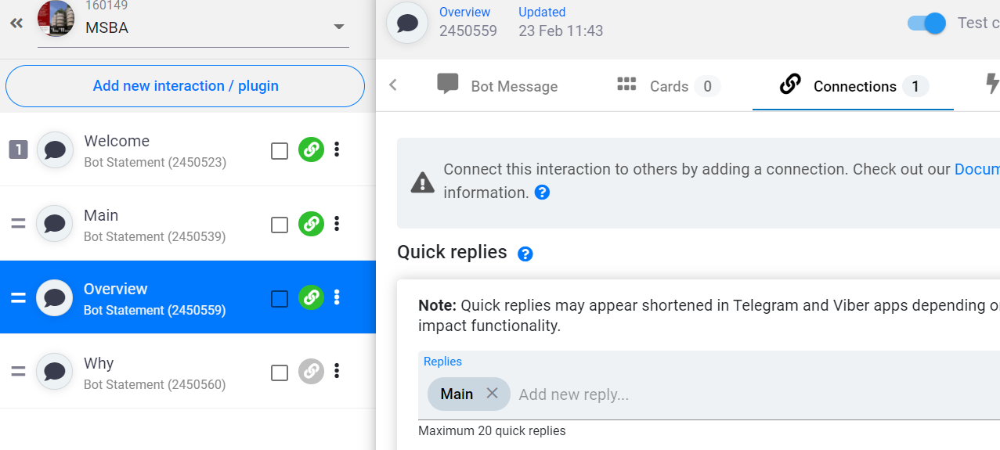 160149
MSBA
Add new interaction / plugin
1
Welcome
Bot Statement (2450523)
Main
Bot Statement (2450539)
Overview
Bot Statement (2450559)
Why
Bot Statement (2450560)
Overview
2450559
Updated
23 Feb 11:43
Test c
Bot Message
Cards 0
Connections 1
Connect this interaction to others by adding a connection. Check out our Docum
information. ?
Quick replies ?
Note: Quick replies may appear shortened in Telegram and Viber apps depending o
impact functionality.
Replies
Main Add new reply...
Maximum 20 quick replies